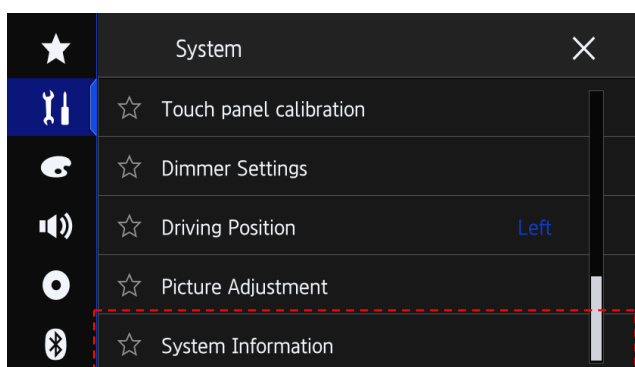 System
Touch panel calibration
Dimmer Settings
Driving Position Left
Picture Adjustment
System Information